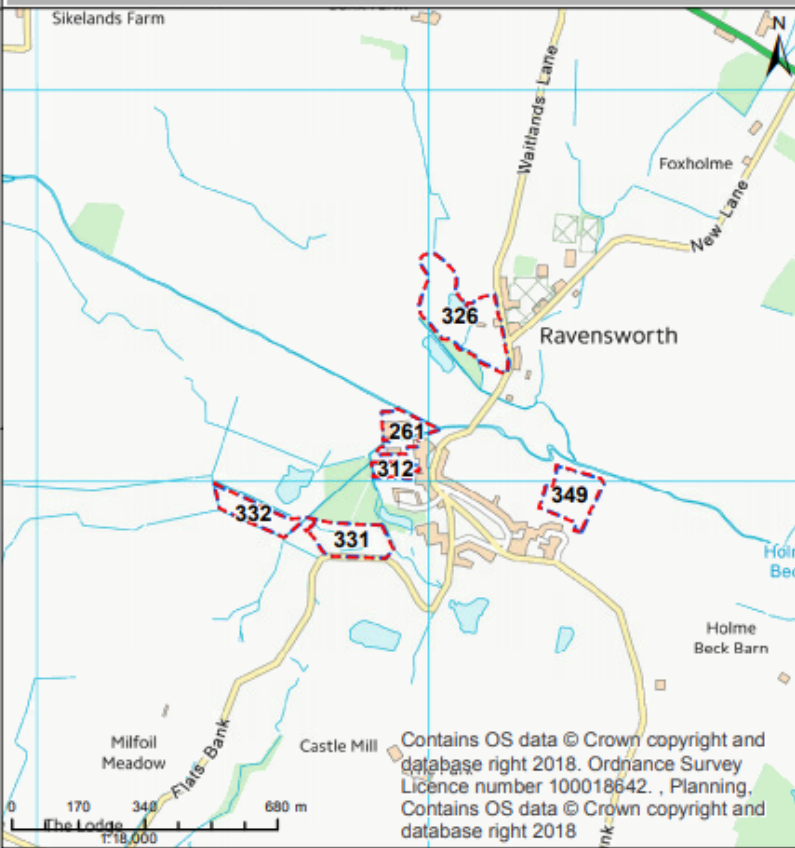 Sikelands Farm
N
Waitlands Lane
Foxholme
New Lane
326
Ravensworth
261
312
349
332
331
Holme
Beck Barn
Milfoil
Meadow
Flats Bank
Castle Mill
Contains OS data © Crown copyright and
database right 2018. Ordnance Survey
Licence number 100018642. , Planning,
Contains OS data © Crown copyright and
database right 2018
0 170 340 680 m
The Lodge
1:18,000